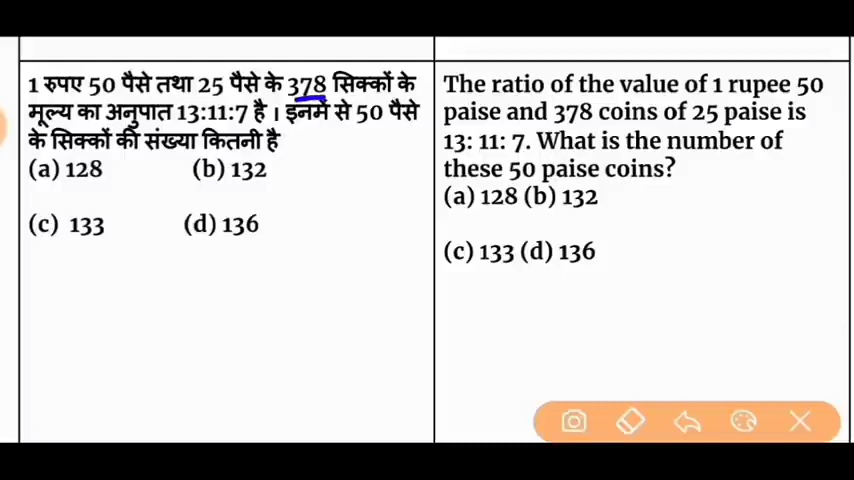 1 रुपए 50 पैसे तथा 25 पैसे के 378 सिक्कों के
मूल्य का अनुपात 13:11:7 है। इनमें से 50 पैसे
के सिक्कों की संख्या कितनी है
(a) 128 (b) 132
(c) 133 (d) 136
The ratio of the value of 1 rupee 50
paise and 378 coins of 25 paise is
13: 11: 7. What is the number of
these 50 paise coins?
(a) 128 (b) 132
(c) 133 (d) 136